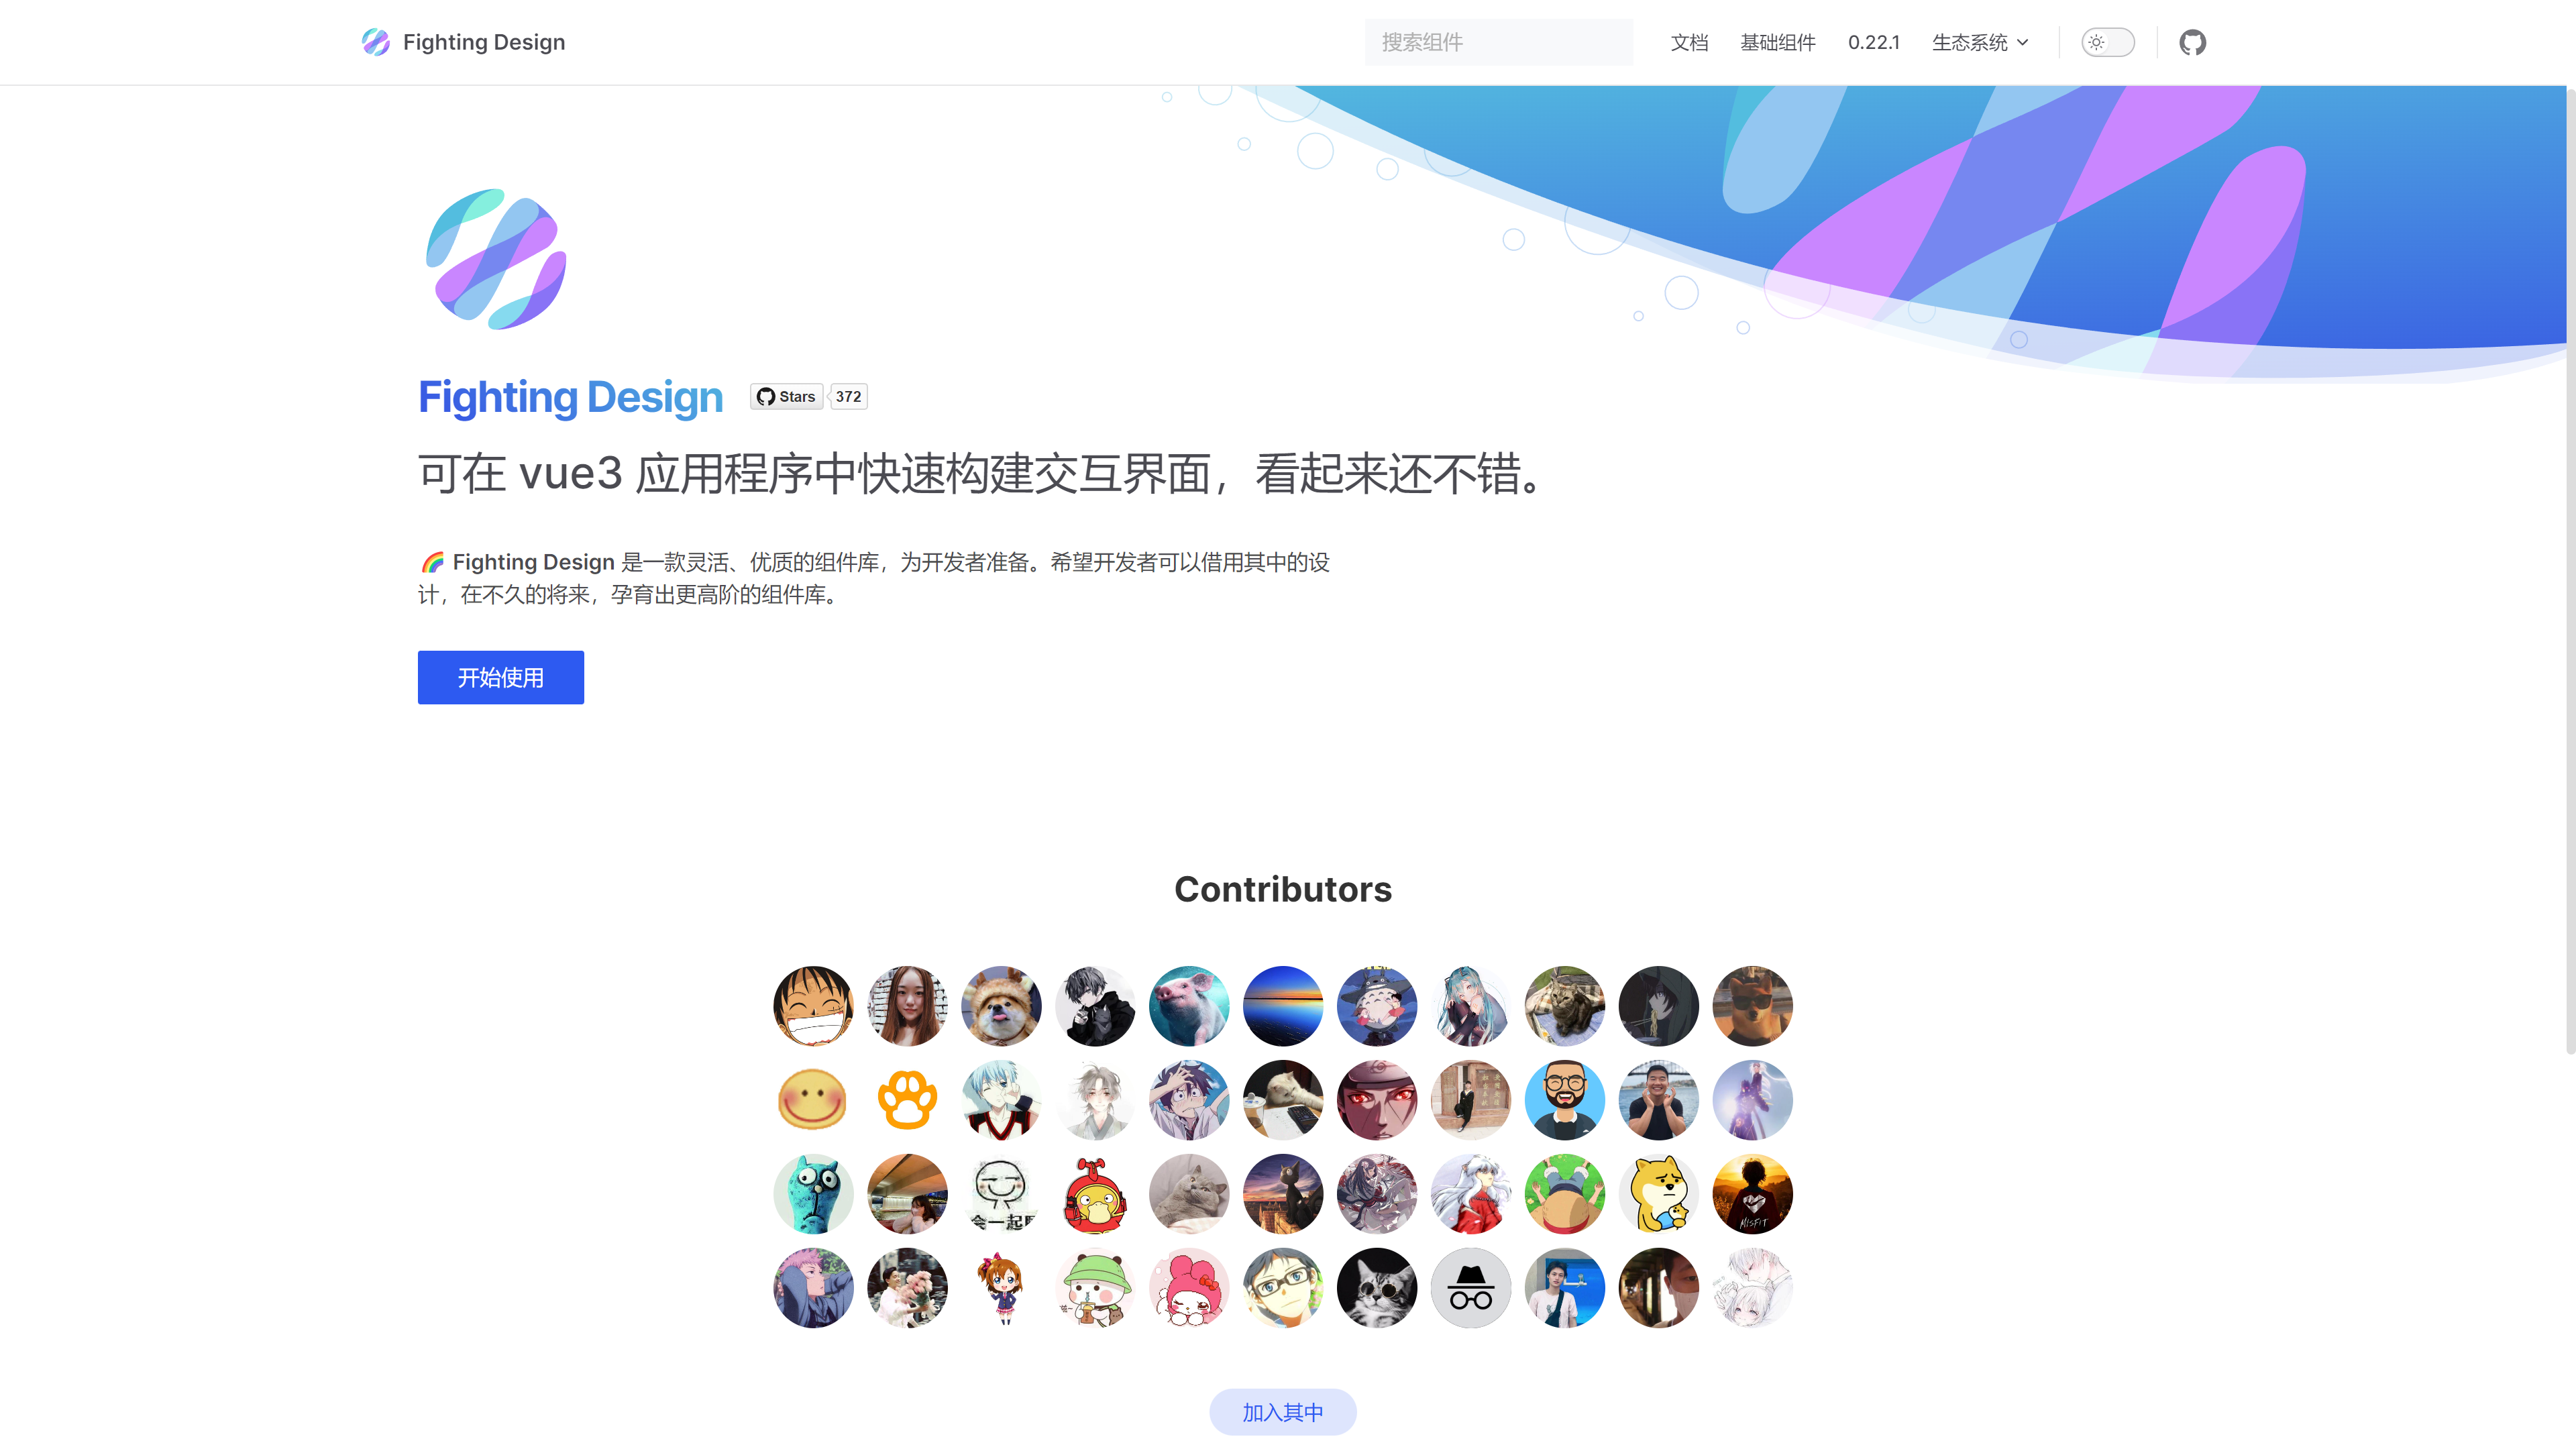 Fighting Design
搜索组件
文档
基础组件
0.22.1
生态系统
Fighting Design
Stars
372
可在 vue3 应用程序中快速构建交互界面，看起来还不错。
🌈 Fighting Design 是一款灵活、优质的组件库，为开发者准备。希望开发者可以借用其中的设
计，在不久的将来，孕育出更高阶的组件库。
开始使用
Contributors
MISFIT
加入其中